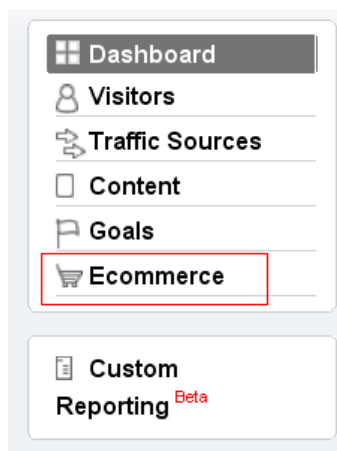 Dashboard
Visitors
Traffic Sources
Content
Goals
Ecommerce
Custom
Reporting Beta